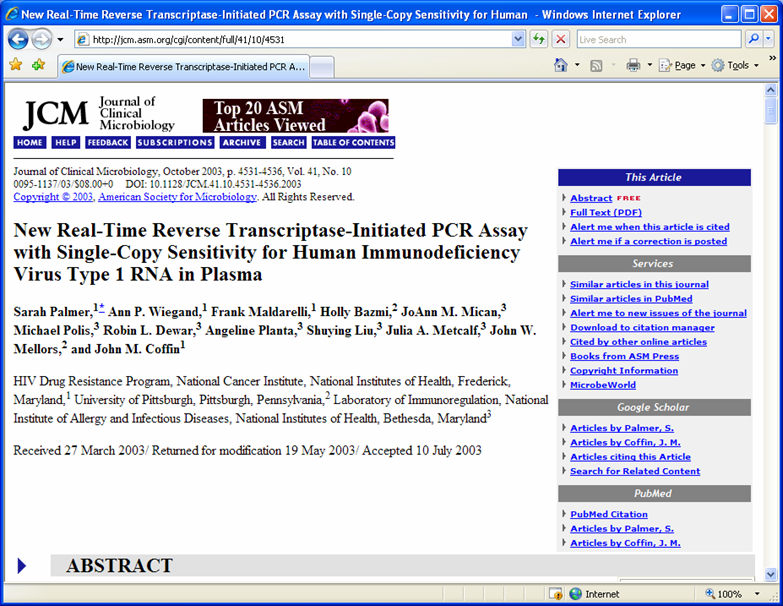 New Real-Time Reverse Transcriptase-Initiated PCR Assay with Single-Copy Sensitivity for Human - Windows Internet Explorer
http://jcm.asm.org/cgi/content/full/41/10/4531
Live Search
New Real-Time Reverse Transcriptase-Initiated PCR A...
Page
Tools
JCM
Journal of
Clinical
Microbiology
Top 20 ASM
Articles Viewed
HOME HELP FEEDBACK SUBSCRIPTIONS ARCHIVE SEARCH TABLE OF CONTENTS
Journal of Clinical Microbiology, October 2003, p. 4531-4536, Vol. 41, No. 10
0095-1137/03/$08.00+0 DOI: 10.1128/JCM.41.10.4531-4536.2003
Copyright © 2003, American Society for Microbiology. All Rights Reserved.
New Real-Time Reverse Transcriptase-Initiated PCR Assay
with Single-Copy Sensitivity for Human Immunodeficiency
Virus Type 1 RNA in Plasma
Sarah Palmer,1* Ann P. Wiegand,1 Frank Maldarelli,1 Holly Bazmi,2 JoAnn M. Mican,3
Michael Polis,3 Robin L. Dewar,3 Angeline Planta,3 Shuying Liu,3 Julia A. Metcalf,3 John W.
Mellors,2 and John M. Coffin1
HIV Drug Resistance Program, National Cancer Institute, National Institutes of Health, Frederick,
Maryland,1 University of Pittsburgh, Pittsburgh, Pennsylvania,2 Laboratory of Immunoregulation, National
Institute of Allergy and Infectious Diseases, National Institutes of Health, Bethesda, Maryland3
Received 27 March 2003/ Returned for modification 19 May 2003/ Accepted 10 July 2003
ABSTRACT
This Article
Abstract FREE
Full Text (PDF)
Alert me when this article is cited
Alert me if a correction is posted
Services
Similar articles in this journal
Similar articles in PubMed
Alert me to new issues of the journal
Download to citation manager
Cited by other online articles
Books from ASM Press
Copyright Information
MicrobeWorld
Google Scholar
Articles by Palmer, S.
Articles by Coffin, J. M.
Articles citing this Article
Search for Related Content
PubMed
PubMed Citation
Articles by Palmer, S.
Articles by Coffin, J. M.
Internet
100%